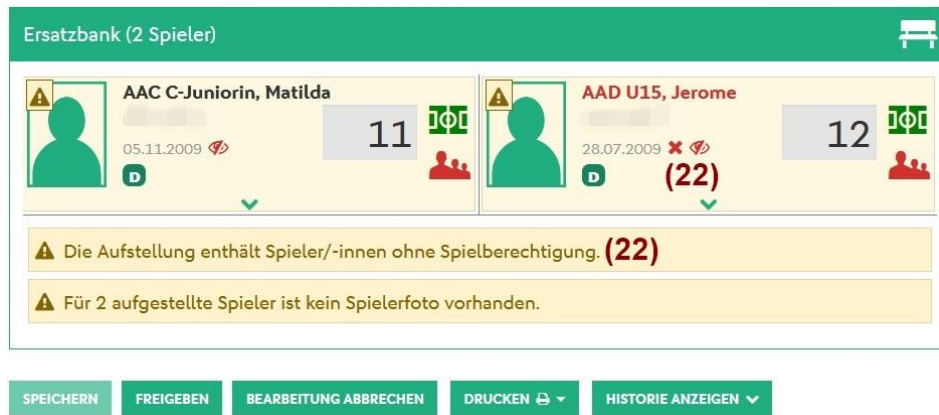 Ersatzbank (2 Spieler)
AAC C-Juniorin, Matilda
11
05.11.2009
D
AAD U15, Jerome
12
28.07.2009
D
(22)
Die Aufstellung enthält Spieler/-innen ohne Spielberechtigung. (22)
Für 2 aufgestellte Spieler ist kein Spielerfoto vorhanden.
SPEICHERN FREIGEBEN BEARBEITUNG ABBRECHEN DRUCKEN HISTORIE ANZEIGEN